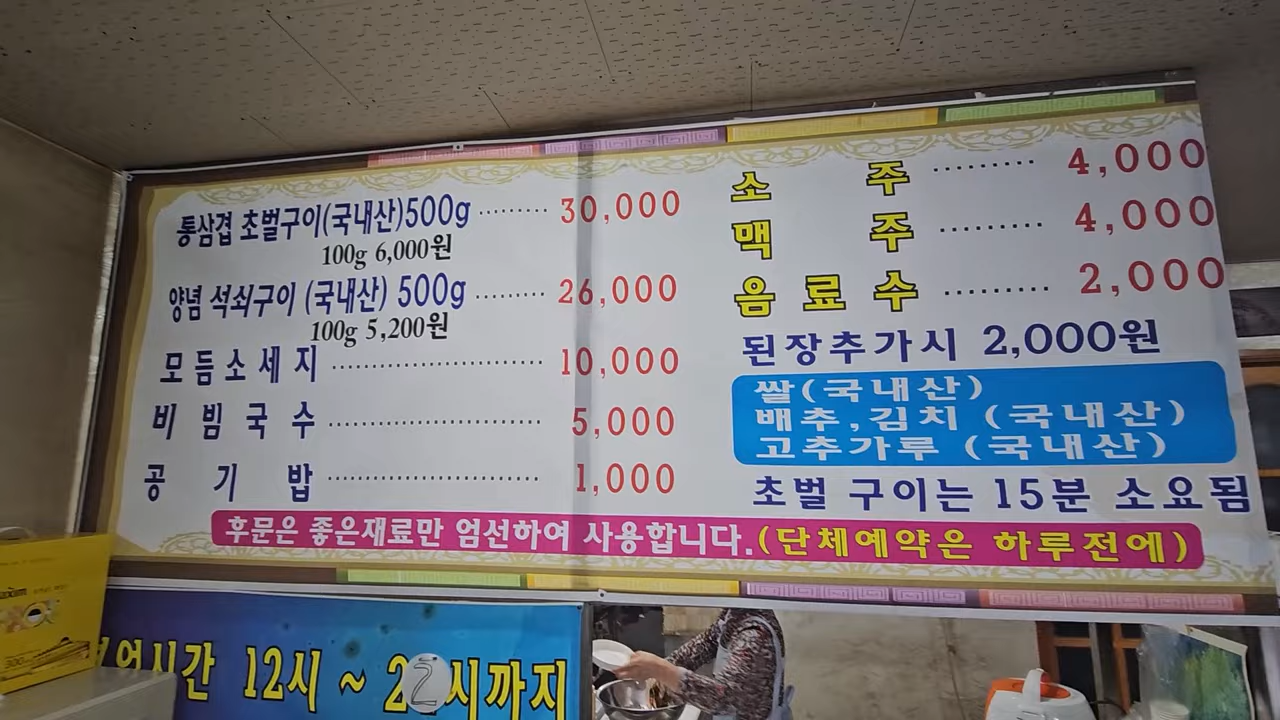 통삼겹 초벌구이(국내산)500g ········ 30,000
100g 6,000원
양념 석쇠구이 (국내산) 500g ········ 26,000
100g 5,200원
모듬소세지 ························ 10,000
비빔국수 ························ 5,000
공기밥 ························ 1,000
소주 ··········· 4,000
맥주 ··········· 4,000
음료수 ··········· 2,000
된장추가시 2,000원
쌀(국내산)
배추,김치 (국내산)
고추가루 (국내산)
초벌 구이는 15분 소요됨
후문은 좋은재료만 엄선하여 사용합니다.(단체예약은 하루전에)
업시간 12시 ~ 22시까지